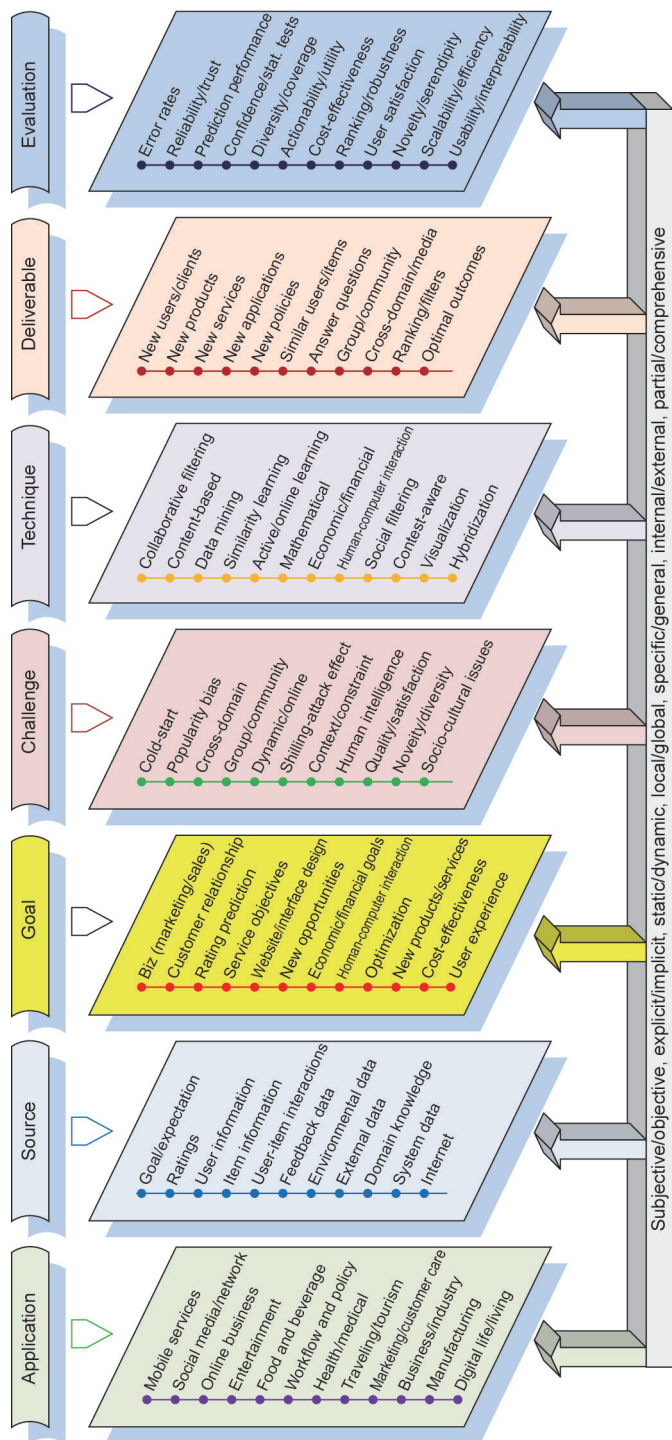 Application
Mobile services
Social media/network
Online business
Entertainment
Food and beverage
Workflow and policy
Health/medical
Traveling/tourism
Marketing/customer care
Business/industry
Manufacturing
Digital life/living
Source
Goal/expectation
Ratings
User information
Item information
User-item interactions
Feedback data
Environmental data
External data
Domain knowledge
System data
Internet
Goal
Biz (marketing/sales)
Customer relationship
Rating prediction
Service objectives
Website/interface design
New opportunities
Economic/financial goals
Homan-computer interaction
Optimization
New products/services
Cost-effectiveness
User experience
Challenge
Cold-start
Popularity bias
Cross-domain
Group/community
Dynamic/online
Shilling-attack effect
Context/constraint
Human intelligence
Quality/satisfaction
Novelty/diversity
Socio-cultural issues
Technique
Collaborative filtering
Content-based
Data mining
Similarity learning
Active/online learning
Mathematical
Economic/financial
Human-computer interaction
Social filtering
Contest-aware
Visualization
Hybridization
Deliverable
New users/clients
New products
New services
New applications
New policies
Similar users/items
Answer questions
Group/community
Cross-domain/media
Ranking/filters
Optimal outcomes
Evaluation
Error rates
Reliability/trust
Prediction performance
Confidence/stat. tests
Diversity/coverage
Actionability/utility
Cost-effectiveness
Ranking/robustness
User satisfaction
Novelty/serendipity
Scalability/efficiency
Usability/interpretability
Subjective/objective, explicit/implicit, static/dynamic, local/global, specific/general, internal/external, partial/comprehensive